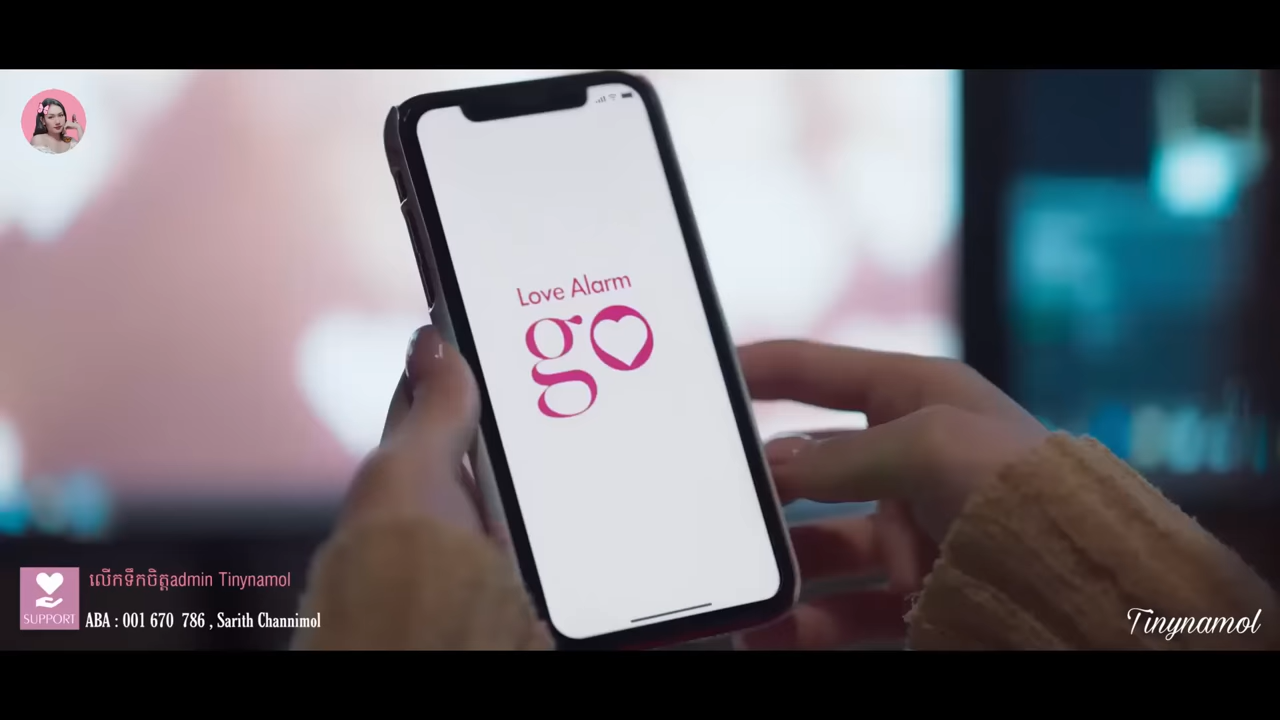 Love Alarm
go
លើកទឹកចិត្តadmin Tinynamol
SUPPORT
ABA : 001 670 786 , Sarith Channimol
Tinynamol